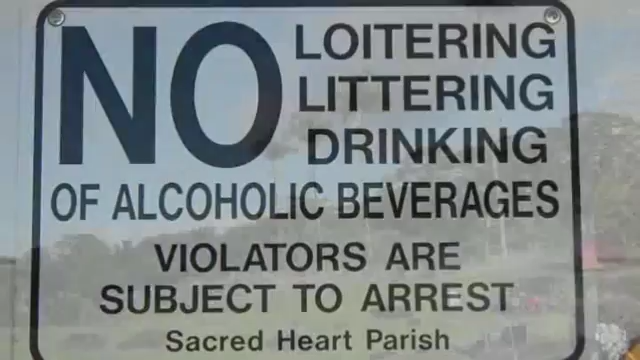 NO LOITERING
LITTERING
DRINKING
OF ALCOHOLIC BEVERAGES
VIOLATORS ARE
SUBJECT TO ARREST
Sacred Heart Parish